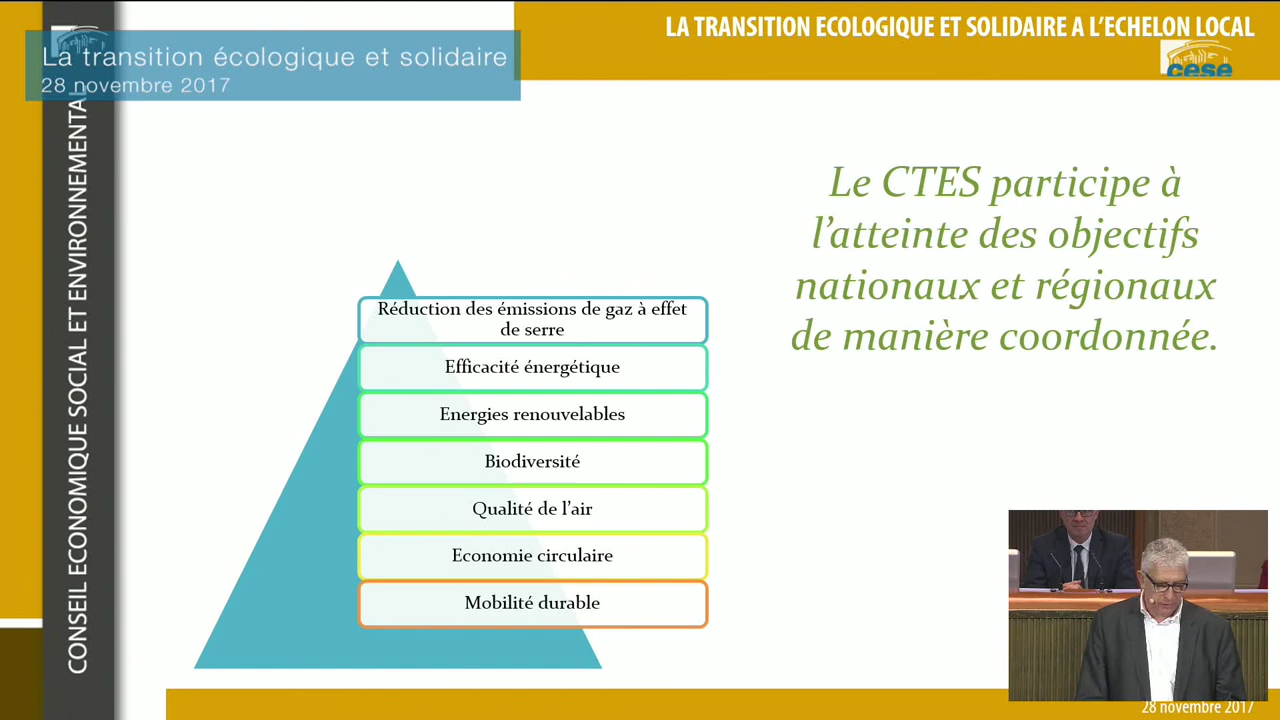 LA TRANSITION ECOLOGIQUE ET SOLIDAIRE A L'ECHELON LOCAL
cese
La transition écologique et solidaire
28 novembre 2017
CONSEIL ECONOMIQUE SOCIAL ET ENVIRONNEMENTAL
Le CTES participe à
l'atteinte des objectifs
nationaux et régionaux
de manière coordonnée.
Réduction des émissions de gaz à effet
de serre
Efficacité énergétique
Energies renouvelables
Biodiversité
Qualité de l'air
Economie circulaire
Mobilité durable
28 novembre 2017